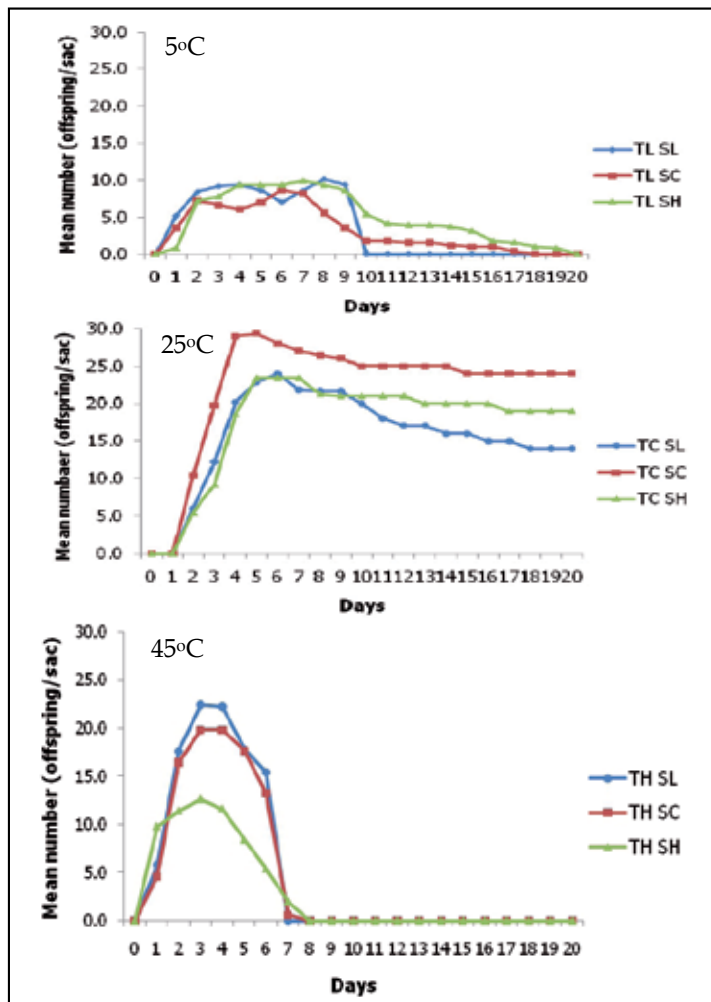 5oC
30.0
25.0
20.0
15.0
10.0
5.0
0.0
Mean number (offspring/sac)
0 1 2 3 4 5 6 7 8 9 1011121314151617181920
Days
TL SL
TL SC
TL SH
25oC
30.0
25.0
20.0
15.0
10.0
5.0
0.0
Mean numbaer (offspring/sac)
0 1 2 3 4 5 6 7 8 9 1011121314151617181920
Days
TC SL
TC SC
TC SH
45oC
30.0
25.0
20.0
15.0
10.0
5.0
0.0
Mean number (offspring/sac)
0 1 2 3 4 5 6 7 8 9 10 11 12 13 14 15 16 17 18 19 20
Days
TH SL
TH SC
TH SH